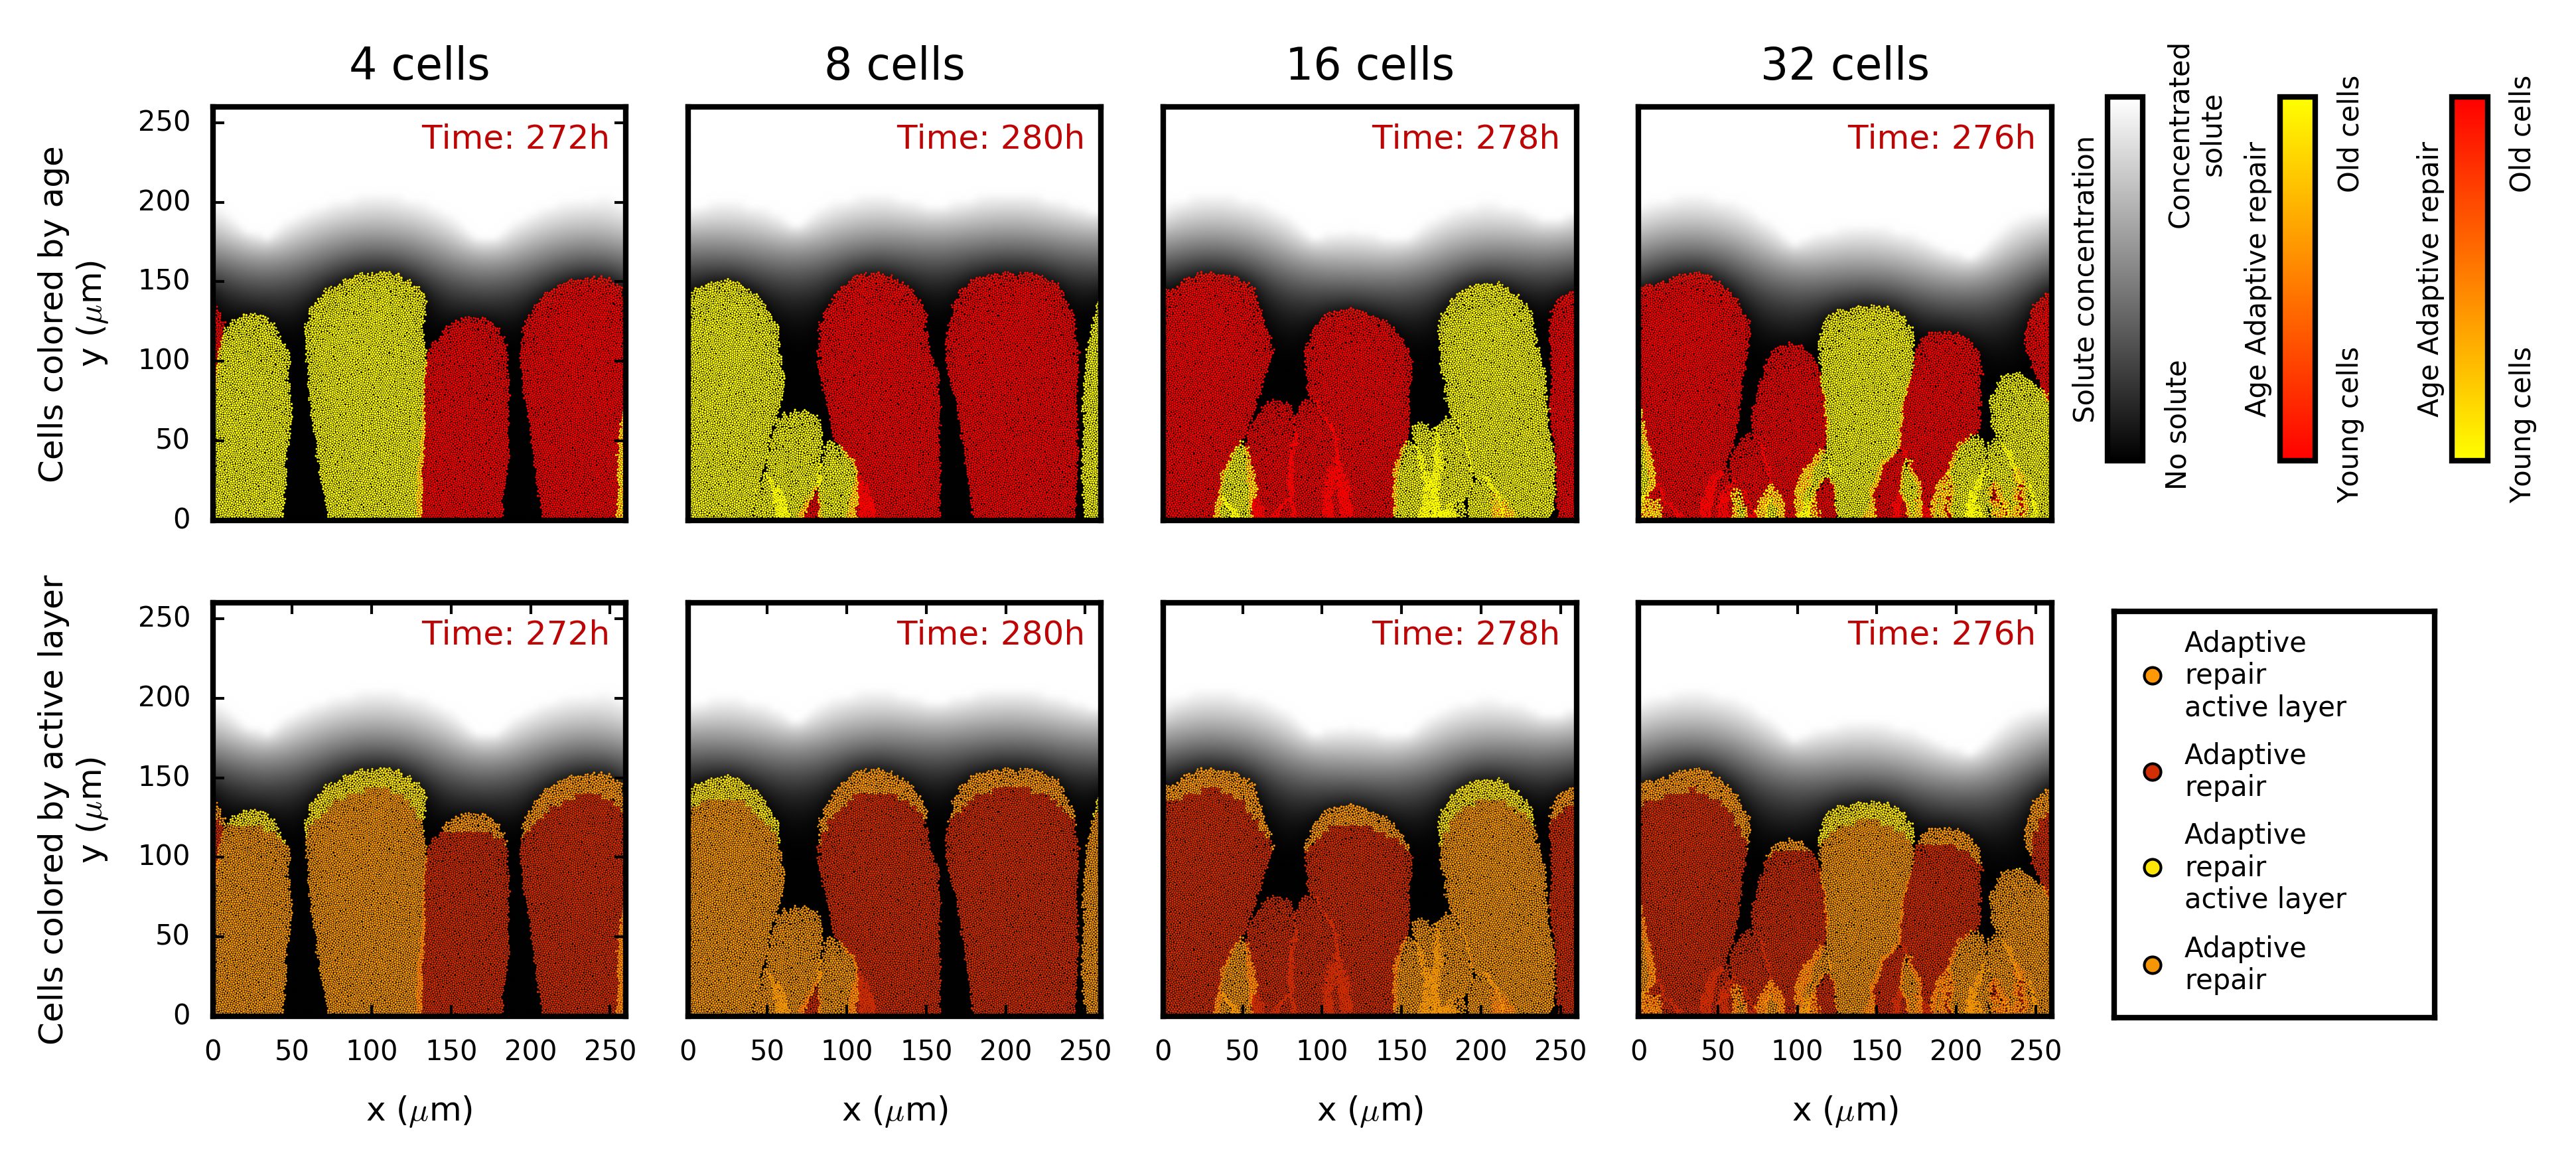 4 cells
8 cells
16 cells
32 cells
Cells colored by age
y (μm)
250
200
150
100
50
0
Time: 272h
Time: 280h
Time: 278h
Time: 276h
Solute concentration
No solute
Concentrated
solute
Age Adaptive repair
Young cells
Old cells
Age Adaptive repair
Young cells
Old cells
Cells colored by active layer
y (μm)
250
200
150
100
50
0
Time: 272h
Time: 280h
Time: 278h
Time: 276h
0 50 100 150 200 250
0 50 100 150 200 250
0 50 100 150 200 250
0 50 100 150 200 250
x (μm)
x (μm)
x (μm)
x (μm)
Adaptive
repair
active layer
Adaptive
repair
Adaptive
repair
active layer
Adaptive
repair